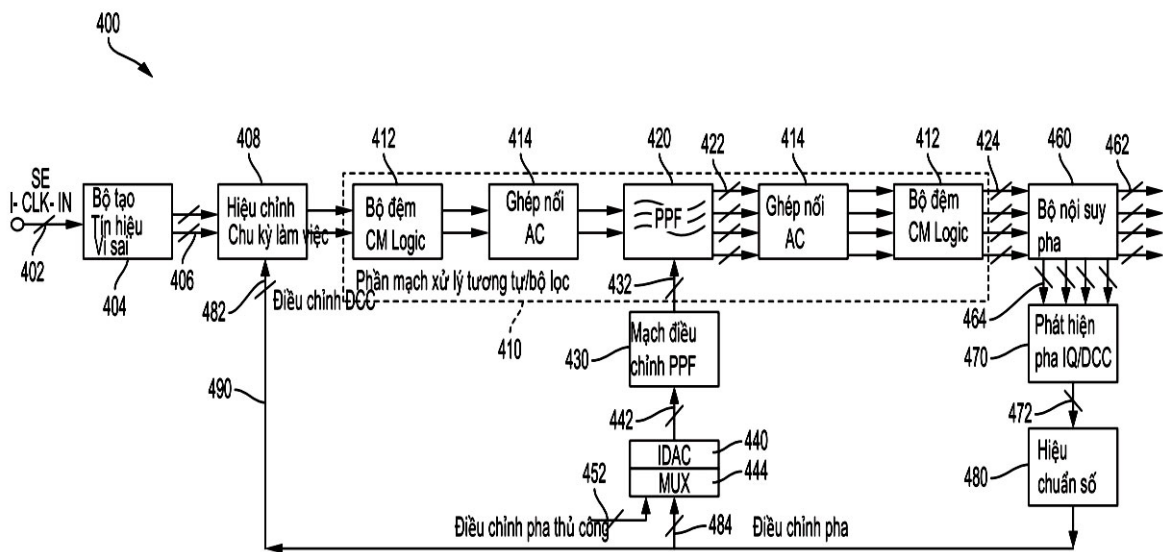 400
SE
I- CLK- IN
402
Bộ tạo
Tín hiệu
Vi sai
404
406
408
Hiệu chỉnh
Chu kỳ làm việc
412
Bộ đệm
CM Logic
414
Ghép nối
AC
420
PPF
422
414
Ghép nối
AC
412
Bộ đệm
CM Logic
424
460
Bộ nội suy
pha
462
Phần mạch xử lý tương tự/bộ lọc
410
482
Điều chỉnh DCC
432
430
Mạch điều
chỉnh PPF
464
470
Phát hiện
pha IQ/DCC
490
442
472
440
IDAC
444
MUX
452
480
Hiệu
chuẩn số
Điều chỉnh pha thủ công
484
Điều chỉnh pha